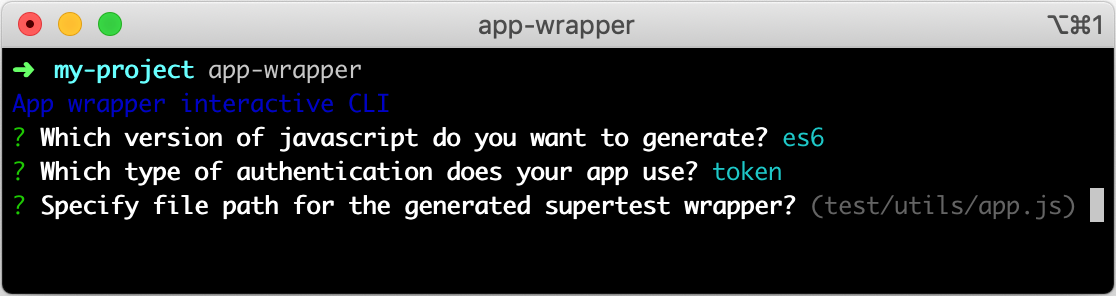 app-wrapper ⌥⌘1
➜ my-project app-wrapper
App wrapper interactive CLI
? Which version of javascript do you want to generate? es6
? Which type of authentication does your app use? token
? Specify file path for the generated supertest wrapper? (test/utils/app.js)